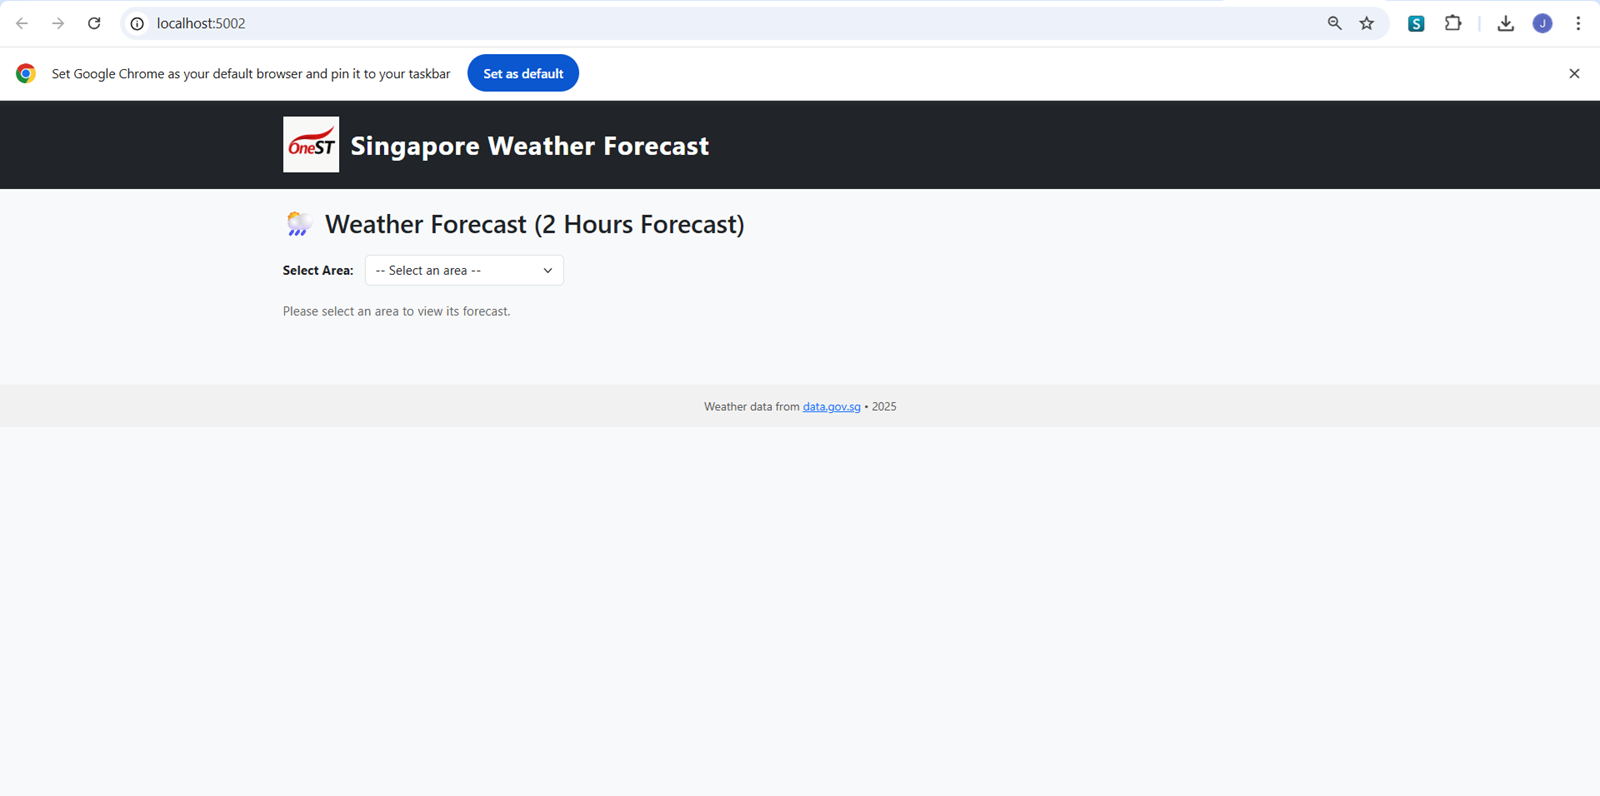 localhost:5002
S
J
Set Google Chrome as your default browser and pin it to your taskbar
Set as default
OneST
Singapore Weather Forecast
Weather Forecast (2 Hours Forecast)
Select Area:
-- Select an area --
Please select an area to view its forecast.
Weather data from data.gov.sg • 2025